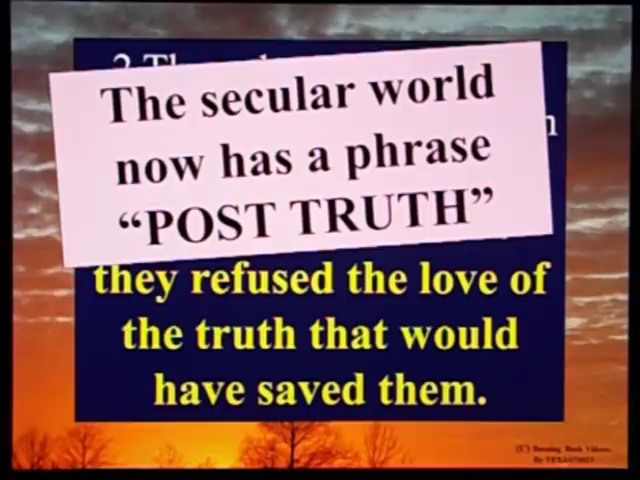 The secular world
now has a phrase
“POST TRUTH”
they refused the love of
the truth that would
have saved them.